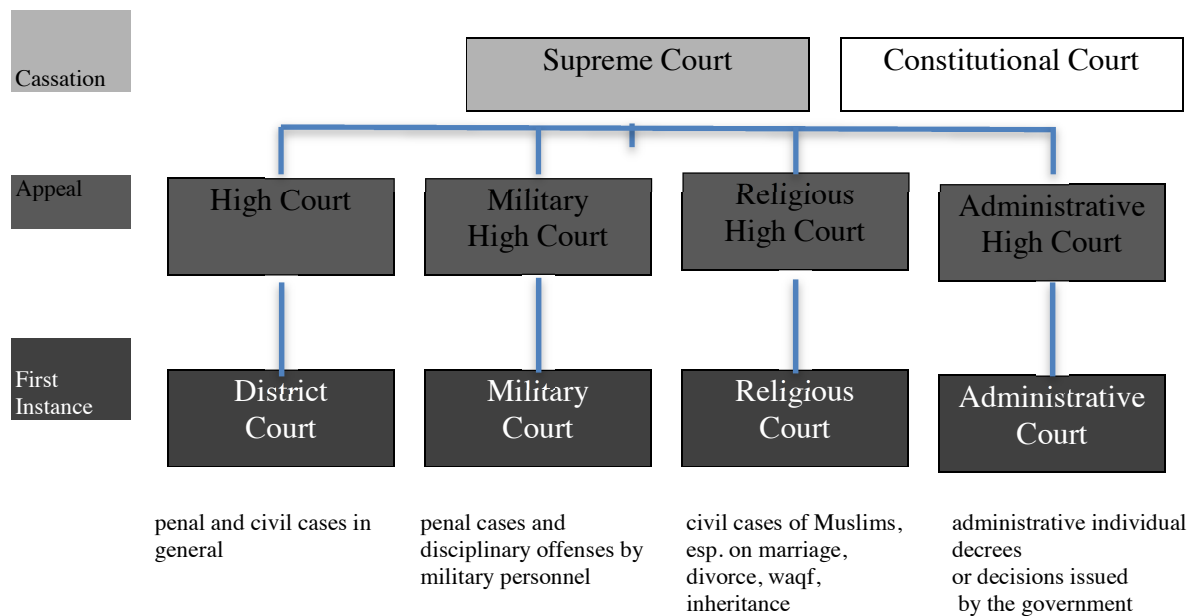 Cassation
Supreme Court
Constitutional Court
Appeal
High Court
Military
High Court
Religious
High Court
Administrative
High Court
First
Instance
District
Court
Military
Court
Religious
Court
Administrative
Court
penal and civil cases in
general
penal cases and
disciplinary offenses by
military personnel
civil cases of Muslims,
esp. on marriage,
divorce, waqf,
inheritance
administrative individual
decrees
or decisions issued
by the government